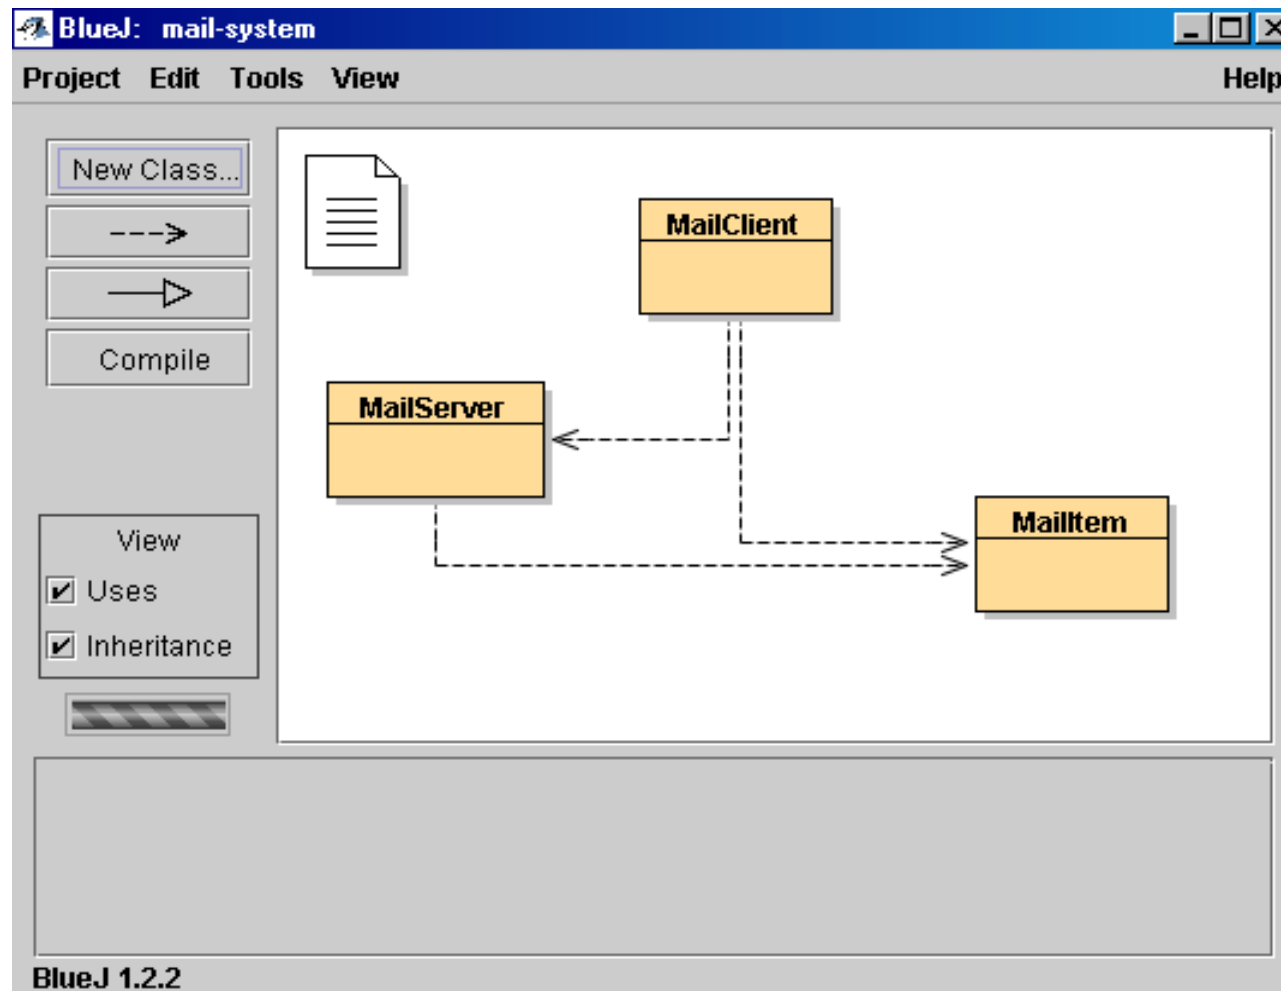 BlueJ: mail-system
Project Edit Tools View Help
New Class...
Compile
MailClient
MailServer
MailItem
View
Uses
Inheritance
BlueJ 1.2.2